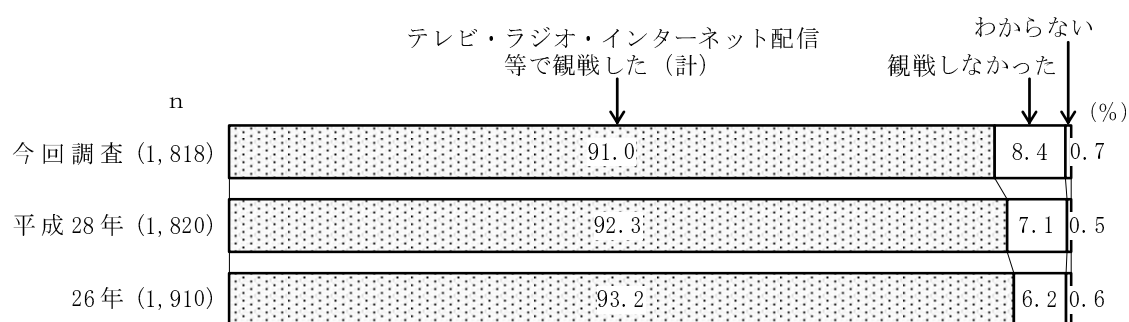 わからない
テレビ・ラジオ・インターネット配信
等で観戦した（計）
観戦しなかった
n
(%)
今回調査 (1,818) 91.0 8.4 0.7
平成28年 (1,820) 92.3 7.1 0.5
26年 (1,910) 93.2 6.2 0.6